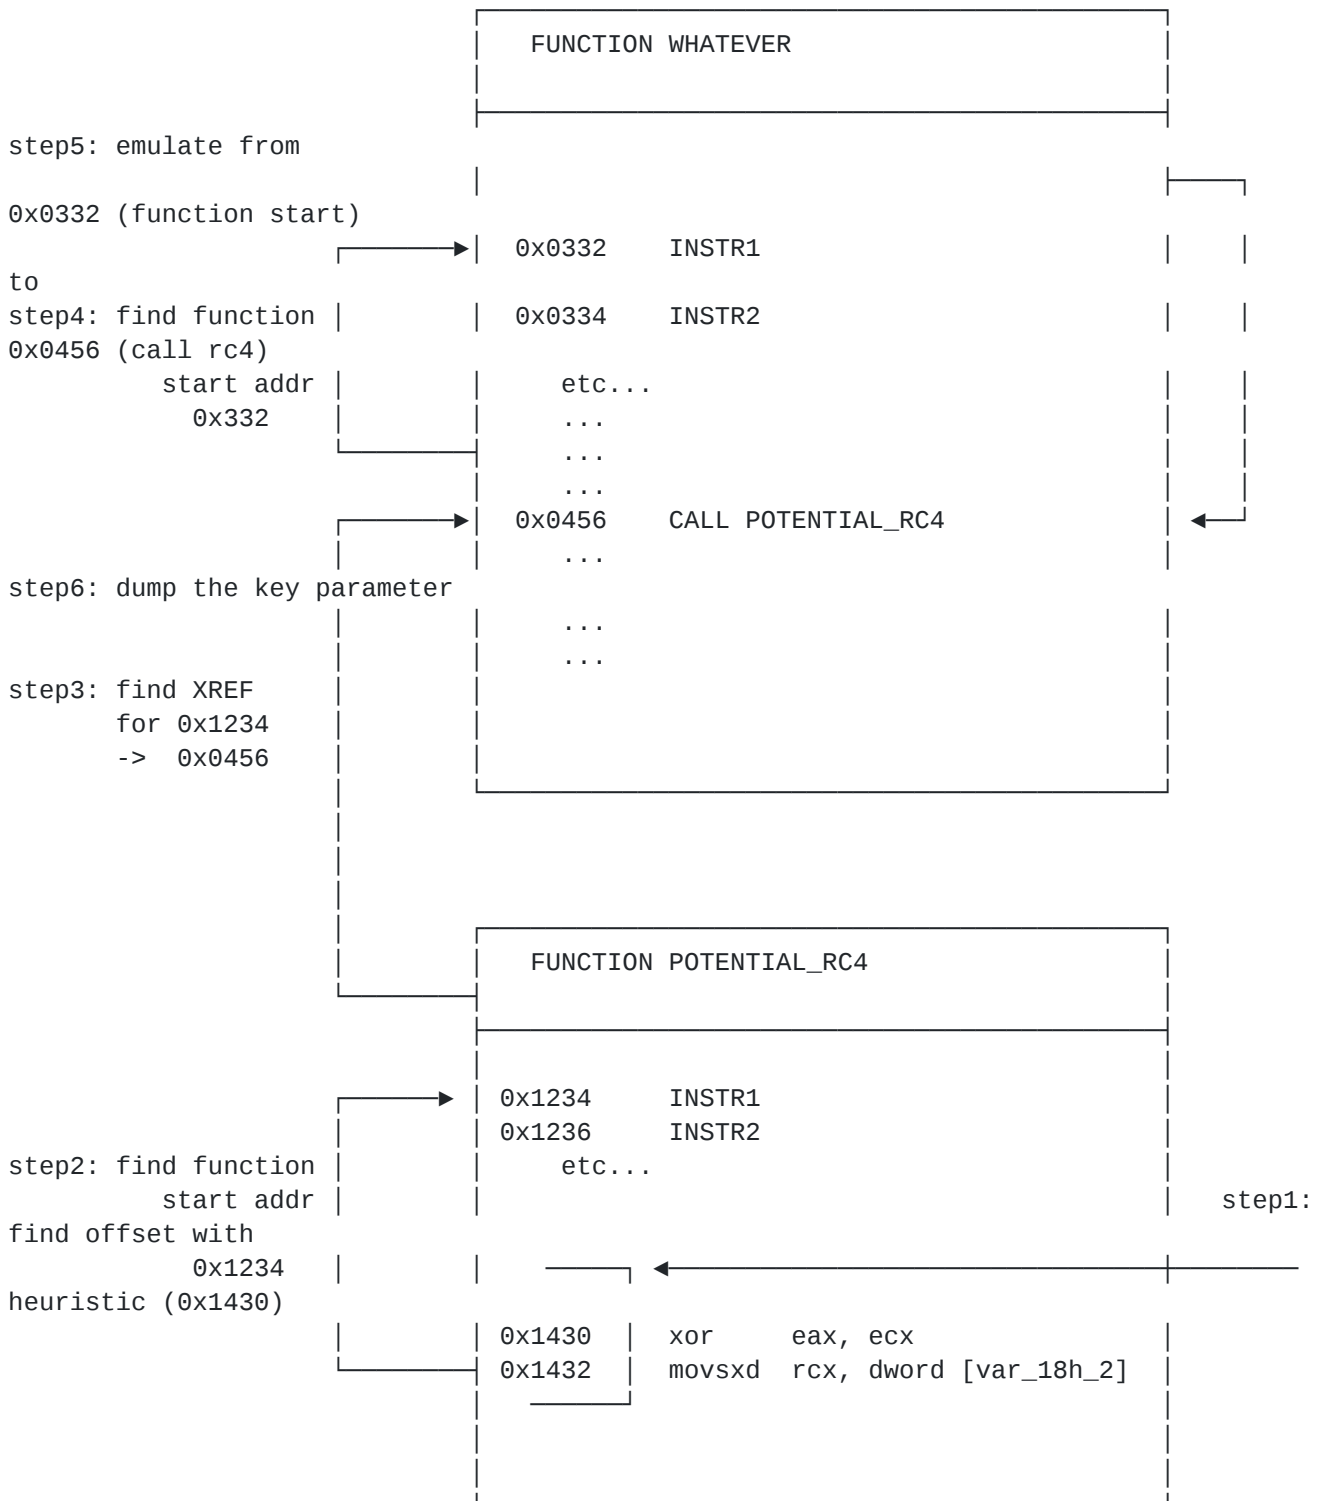 FUNCTION WHATEVER
step5: emulate from
0x0332 (function start)
0x0332 INSTR1
to
step4: find function 0x0334 INSTR2
0x0456 (call rc4)
start addr etc...
0x332 ...
...
...
0x0456 CALL POTENTIAL_RC4
...
step6: dump the key parameter
...
...
step3: find XREF
for 0x1234
-> 0x0456
FUNCTION POTENTIAL_RC4
0x1234 INSTR1
0x1236 INSTR2
step2: find function etc...
start addr step1:
find offset with
0x1234
heuristic (0x1430)
0x1430 xor eax, ecx
0x1432 movsxd rcx, dword [var_18h_2]